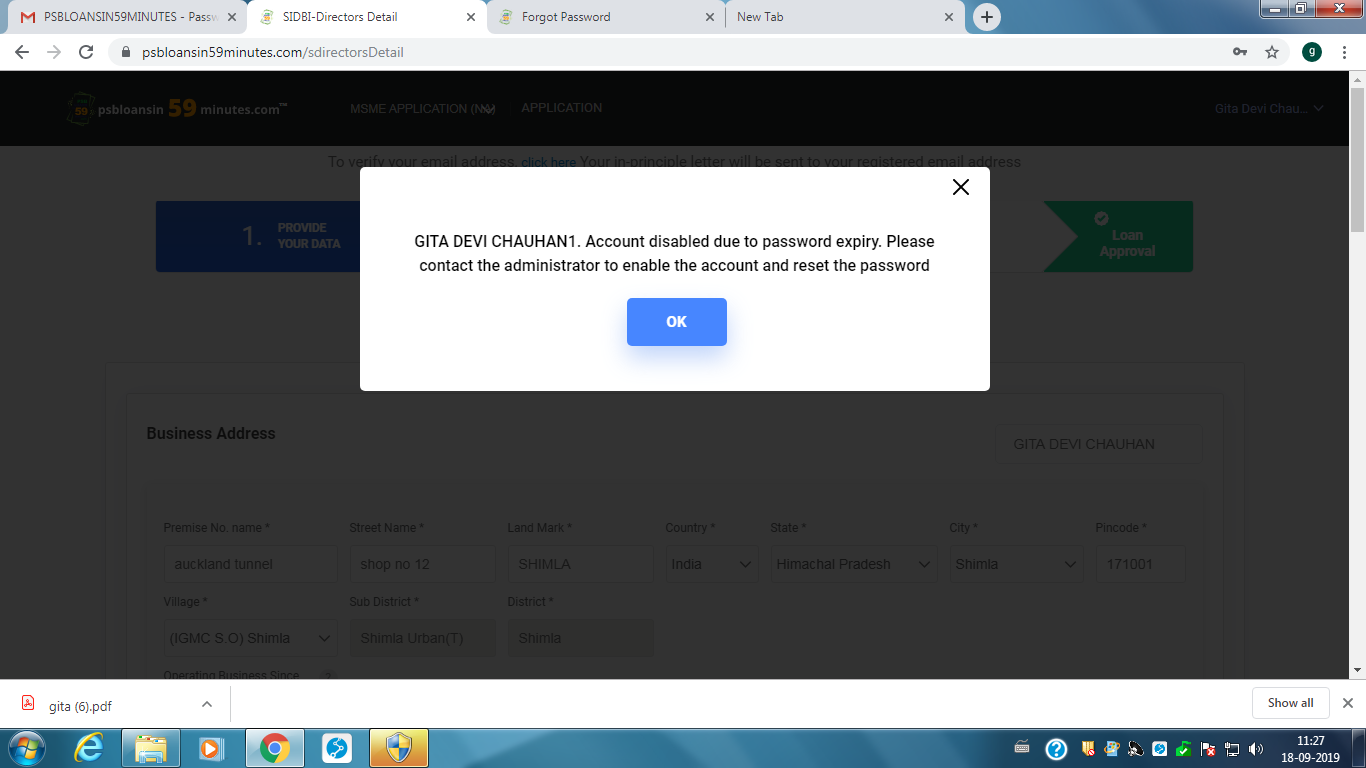 PSBLOANSIN59MINUTES - Passw
SIDBI-Directors Detail
Forgot Password
New Tab
psbloansin59minutes.com/sdirectorsDetail
g
59
psbloansin 59 minutes.com™
MSME APPLICATION
APPLICATION
Gita Devi Chau...
To verify your email address, click here Your in-principle letter will be sent to your registered email address
1. PROVIDE
YOUR DATA
Loan
Approval
GITA DEVI CHAUHAN1. Account disabled due to password expiry. Please
contact the administrator to enable the account and reset the password
OK
Business Address
GITA DEVI CHAUHAN
Premise No. name * Street Name * Land Mark * Country * State * City * Pincode *
auckland tunnel shop no 12 SHIMLA India Himachal Pradesh Shimla 171001
Village * Sub District * District *
(IGMC S.O) Shimla Shimla Urban(T) Shimla
Operating Business Since
gita (6).pdf
Show all
11:27
18-09-2019